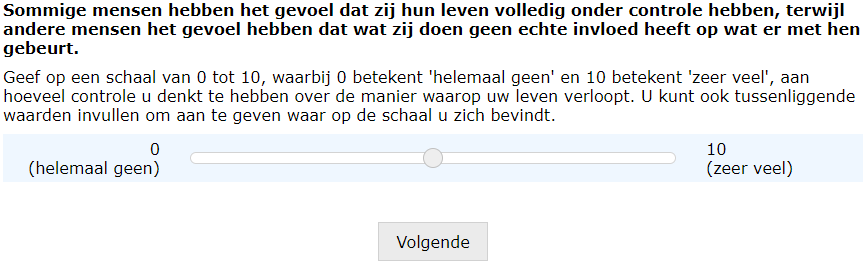 Sommige mensen hebben het gevoel dat zij hun leven volledig onder controle hebben, terwijl
andere mensen het gevoel hebben dat wat zij doen geen echte invloed heeft op wat er met hen
gebeurt.
Geef op een schaal van 0 tot 10, waarbij 0 betekent 'helemaal geen' en 10 betekent 'zeer veel', aan
hoeveel controle u denkt te hebben over de manier waarop uw leven verloopt. U kunt ook tussenliggende
waarden invullen om aan te geven waar op de schaal u zich bevindt.
0
(helemaal geen)
10
(zeer veel)
Volgende